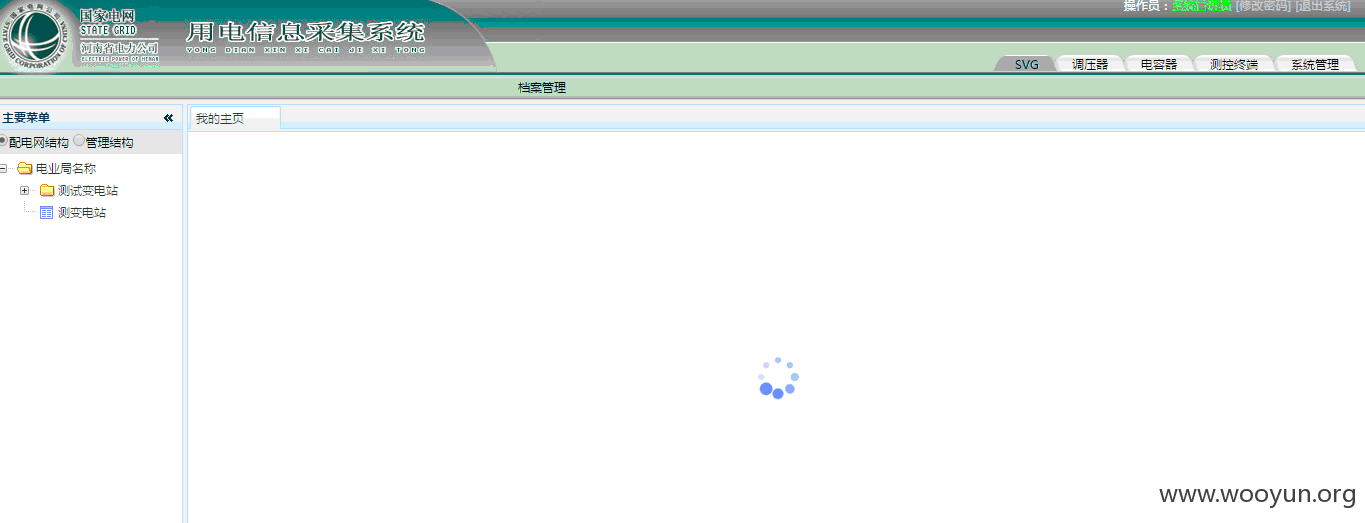 国家电网
STATE GRID
河南省电力公司
ELECTRIC POWER OF HENAN
STATE GRID CORPORATION OF CHINA
用电信息采集系统
YONG DIAN XIN XI CAI JI XI TONG
操作员： [修改密码] [退出系统]
SVG 调压器 电容器 测控终端 系统管理
档案管理
主要菜单 «
我的主页
配电网结构 管理结构
电业局名称
测试变电站
测变电站
www.wooyun.org